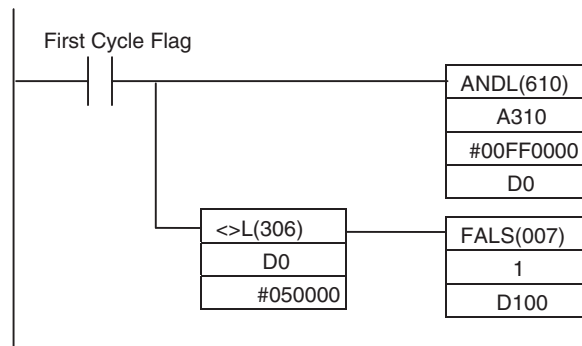 First Cycle Flag
ANDL(610)
A310
#00FF0000
D0
<>L(306)
D0
#050000
FALS(007)
1
D100